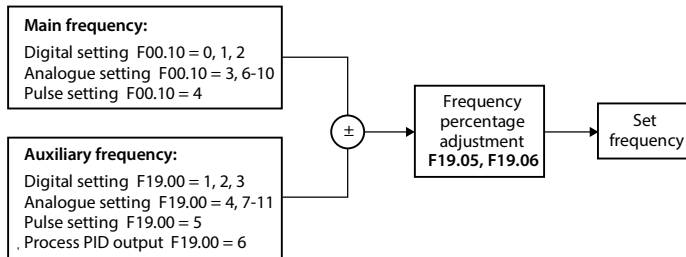 Main frequency:
Digital setting F00.10 = 0, 1, 2
Analogue setting F00.10 = 3, 6-10
Pulse setting F00.10 = 4
Auxiliary frequency:
Digital setting F19.00 = 1, 2, 3
Analogue setting F19.00 = 4, 7-11
Pulse setting F19.00 = 5
Process PID output F19.00 = 6
±
Frequency
percentage
adjustment
F19.05, F19.06
Set
frequency